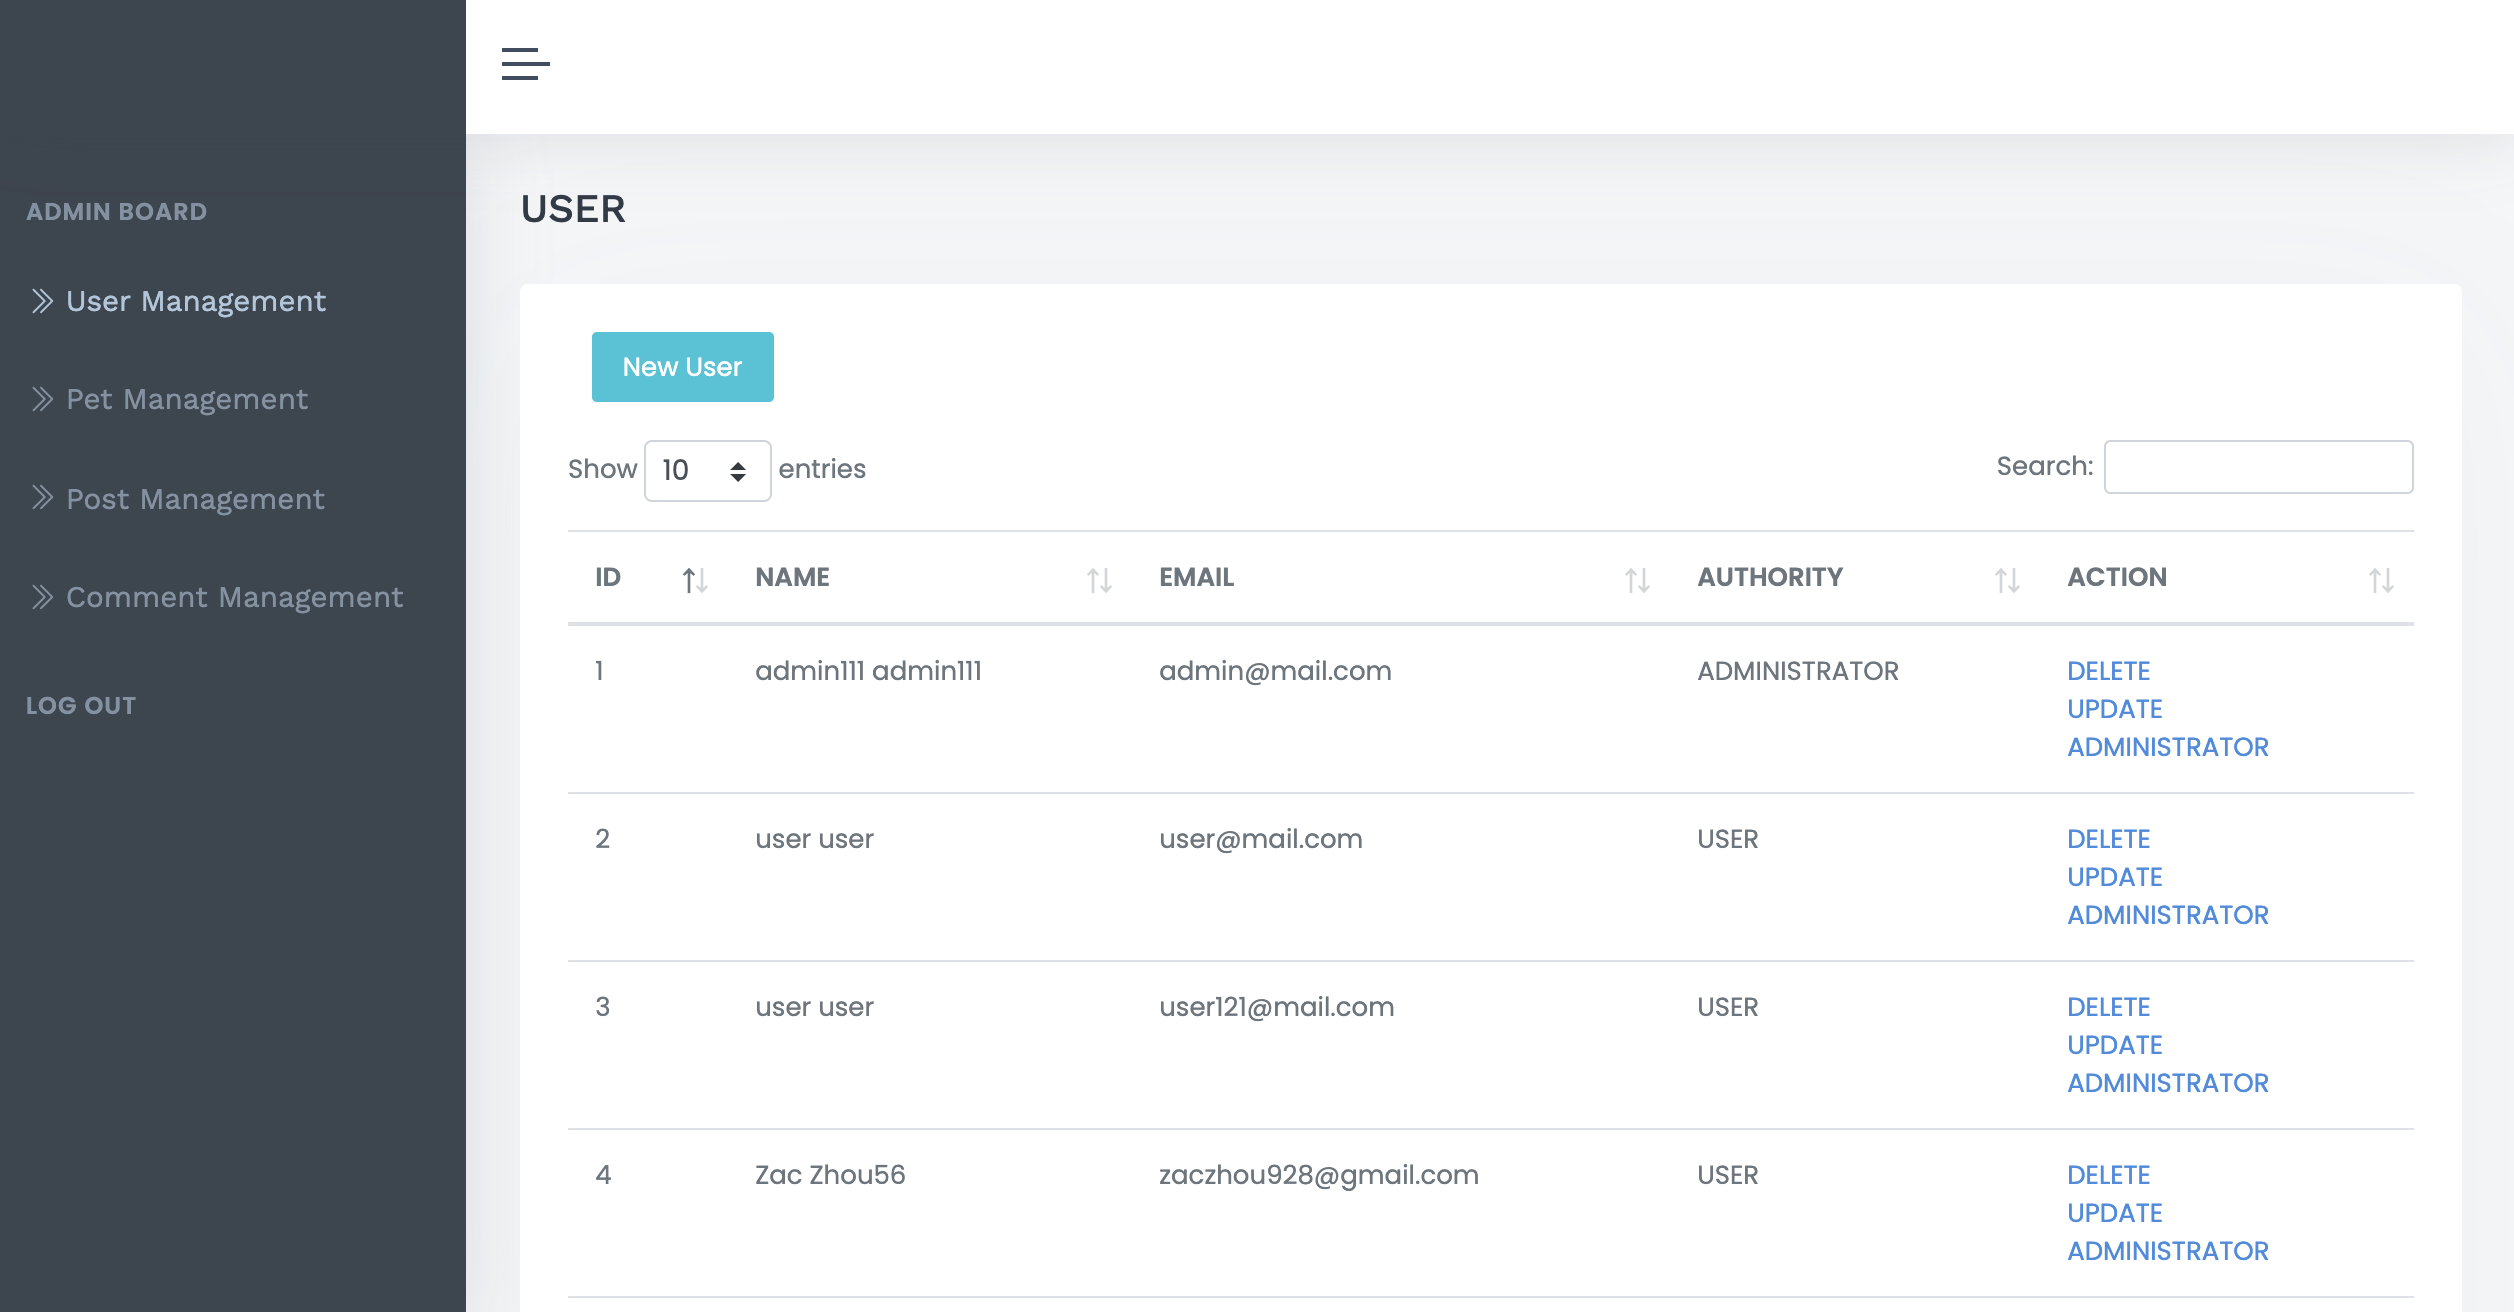 ADMIN BOARD
User Management
Pet Management
Post Management
Comment Management
LOG OUT
USER
New User
Show 10 entries
Search:
ID NAME EMAIL AUTHORITY ACTION
1 admin111 admin111 admin@mail.com ADMINISTRATOR DELETE
UPDATE
ADMINISTRATOR
2 user user user@mail.com USER DELETE
UPDATE
ADMINISTRATOR
3 user user user121@mail.com USER DELETE
UPDATE
ADMINISTRATOR
4 Zac Zhou56 zaczhou928@gmail.com USER DELETE
UPDATE
ADMINISTRATOR